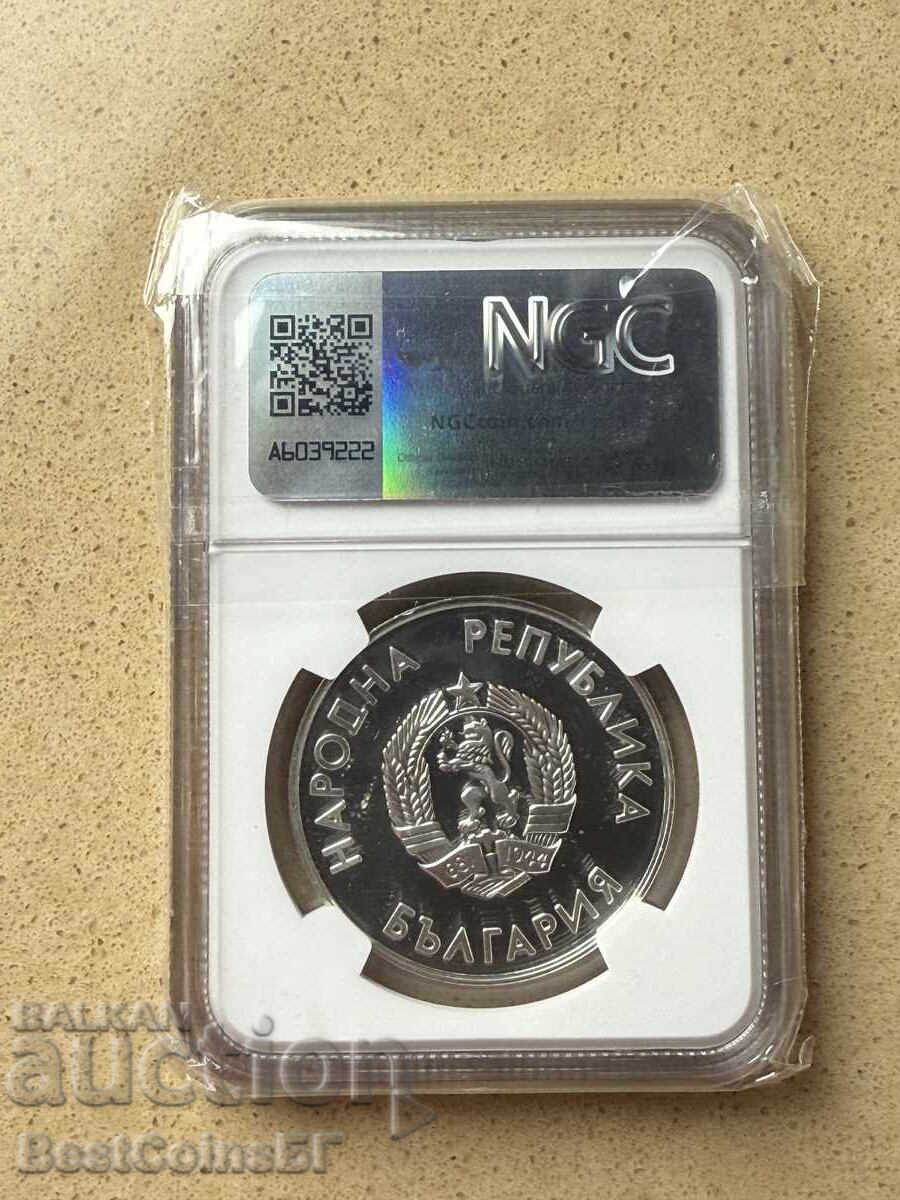 NGC
NGCcoin.com
A6039222
НАРОДНА РЕПУБЛИКА
681 1944
БЪЛГАРИЯ
BALKAN
auction
BestCoinsБГ